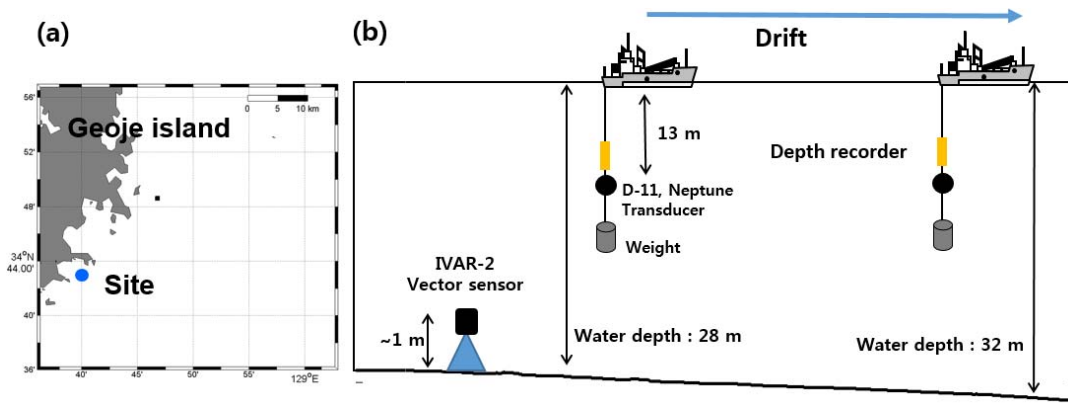 (a)
56'
52'
48'
34°N
44.00'
40'
36'
0 5 10 km
Geoje island
Site
40'
45'
50'
55'
129°E
(b)
Drift
13 m
Depth recorder
D-11, Neptune
Transducer
Weight
IVAR-2
Vector sensor
~1 m
Water depth : 28 m
Water depth : 32 m